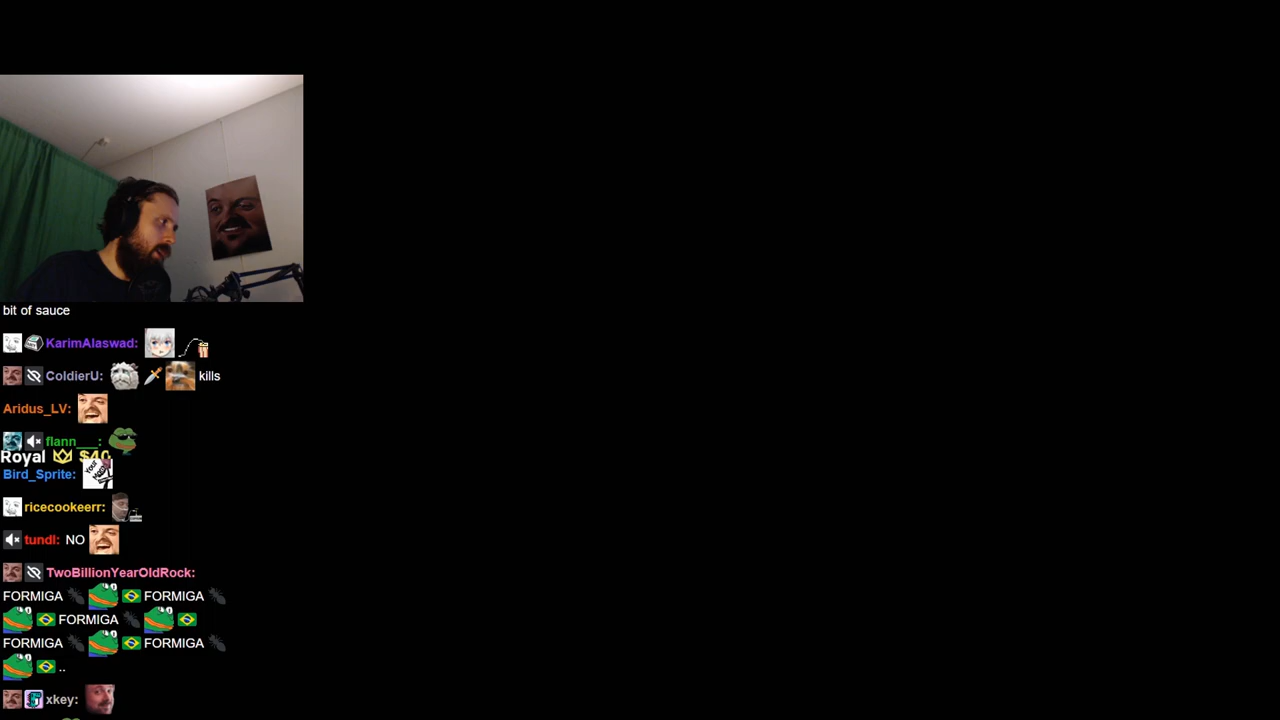 bit of sauce
KarimAlaswad:
ColdierU: kills
Aridus_LV:
flann___:
Royal $40
Bird_Sprite:
ricecookeerr:
tundl: NO
TwoBillionYearOldRock:
FORMIGA FORMIGA
FORMIGA
FORMIGA FORMIGA
..
xkey: